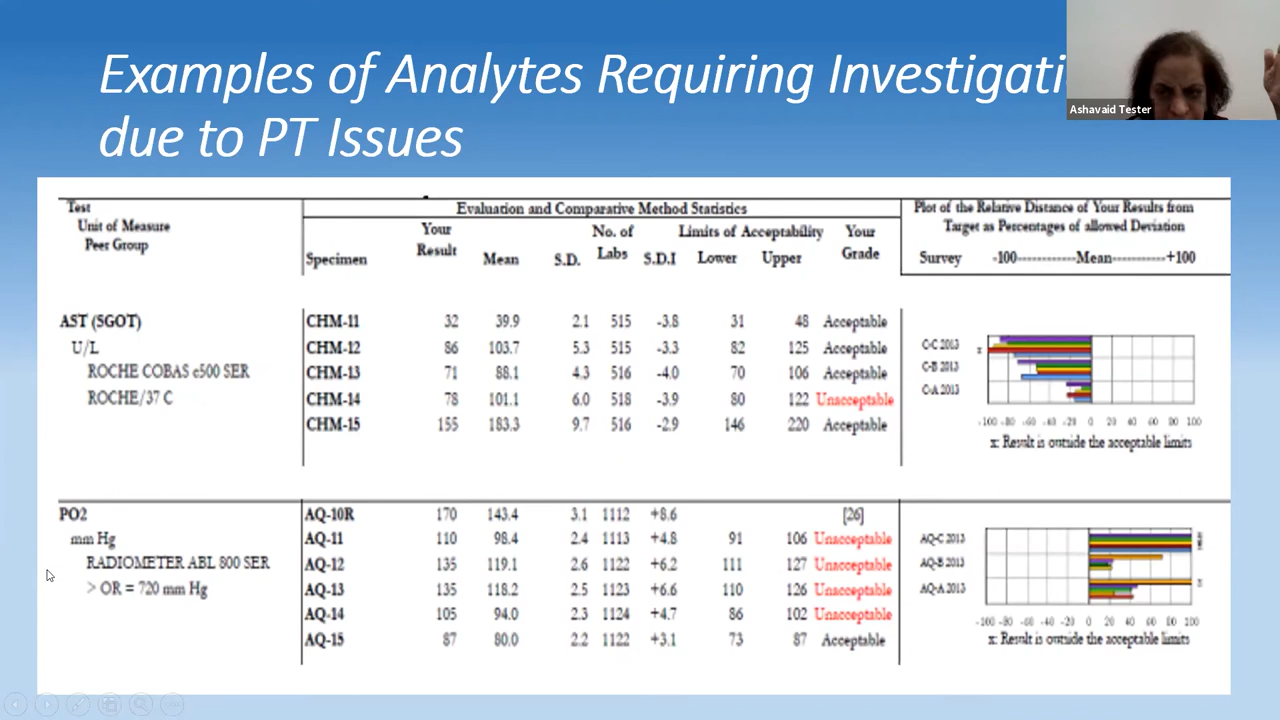 Examples of Analytes Requiring Investigati
due to PT Issues
Ashavaid Tester
Test
Unit of Measure
Peer Group
Evaluation and Comparative Method Statistics
Specimen Your Result Mean S.D. No. of Labs S.D.I Limits of Acceptability Lower Upper Your Grade
Plot of the Relative Distance of Your Results from
Target as Percentages of allowed Deviation
Survey -100------------Mean-----------+100
AST (SGOT) CHM-11 32 39.9 2.1 515 -3.8 31 48 Acceptable
U/L CHM-12 86 103.7 5.3 515 -3.3 82 125 Acceptable
ROCHE COBAS c500 SER CHM-13 71 88.1 4.3 516 -4.0 70 106 Acceptable
ROCHE/37 C CHM-14 78 101.1 6.0 518 -3.9 80 122 Unacceptable
CHM-15 155 183.3 9.7 516 -2.9 146 220 Acceptable
C-C 2013
x
C-B 2013
C-A 2013
-100 -80 -60 -40 -20 0 20 40 60 80 100
x: Result is outside the acceptable limits
PO2 AQ-10R 170 143.4 3.1 1112 +8.6 [26]
mm Hg AQ-11 110 98.4 2.4 1113 +4.8 91 106 Unacceptable
RADIOMETER ABL 800 SER AQ-12 135 119.1 2.6 1122 +6.2 111 127 Unacceptable
> OR = 720 mm Hg AQ-13 135 118.2 2.5 1123 +6.6 110 126 Unacceptable
AQ-14 105 94.0 2.3 1124 +4.7 86 102 Unacceptable
AQ-15 87 80.0 2.2 1122 +3.1 73 87 Acceptable
AQ-C 2013
AQ-B 2013
AQ-A 2013
-100 -80 -60 -40 -20 0 20 40 60 80 100
x: Result is outside the acceptable limits